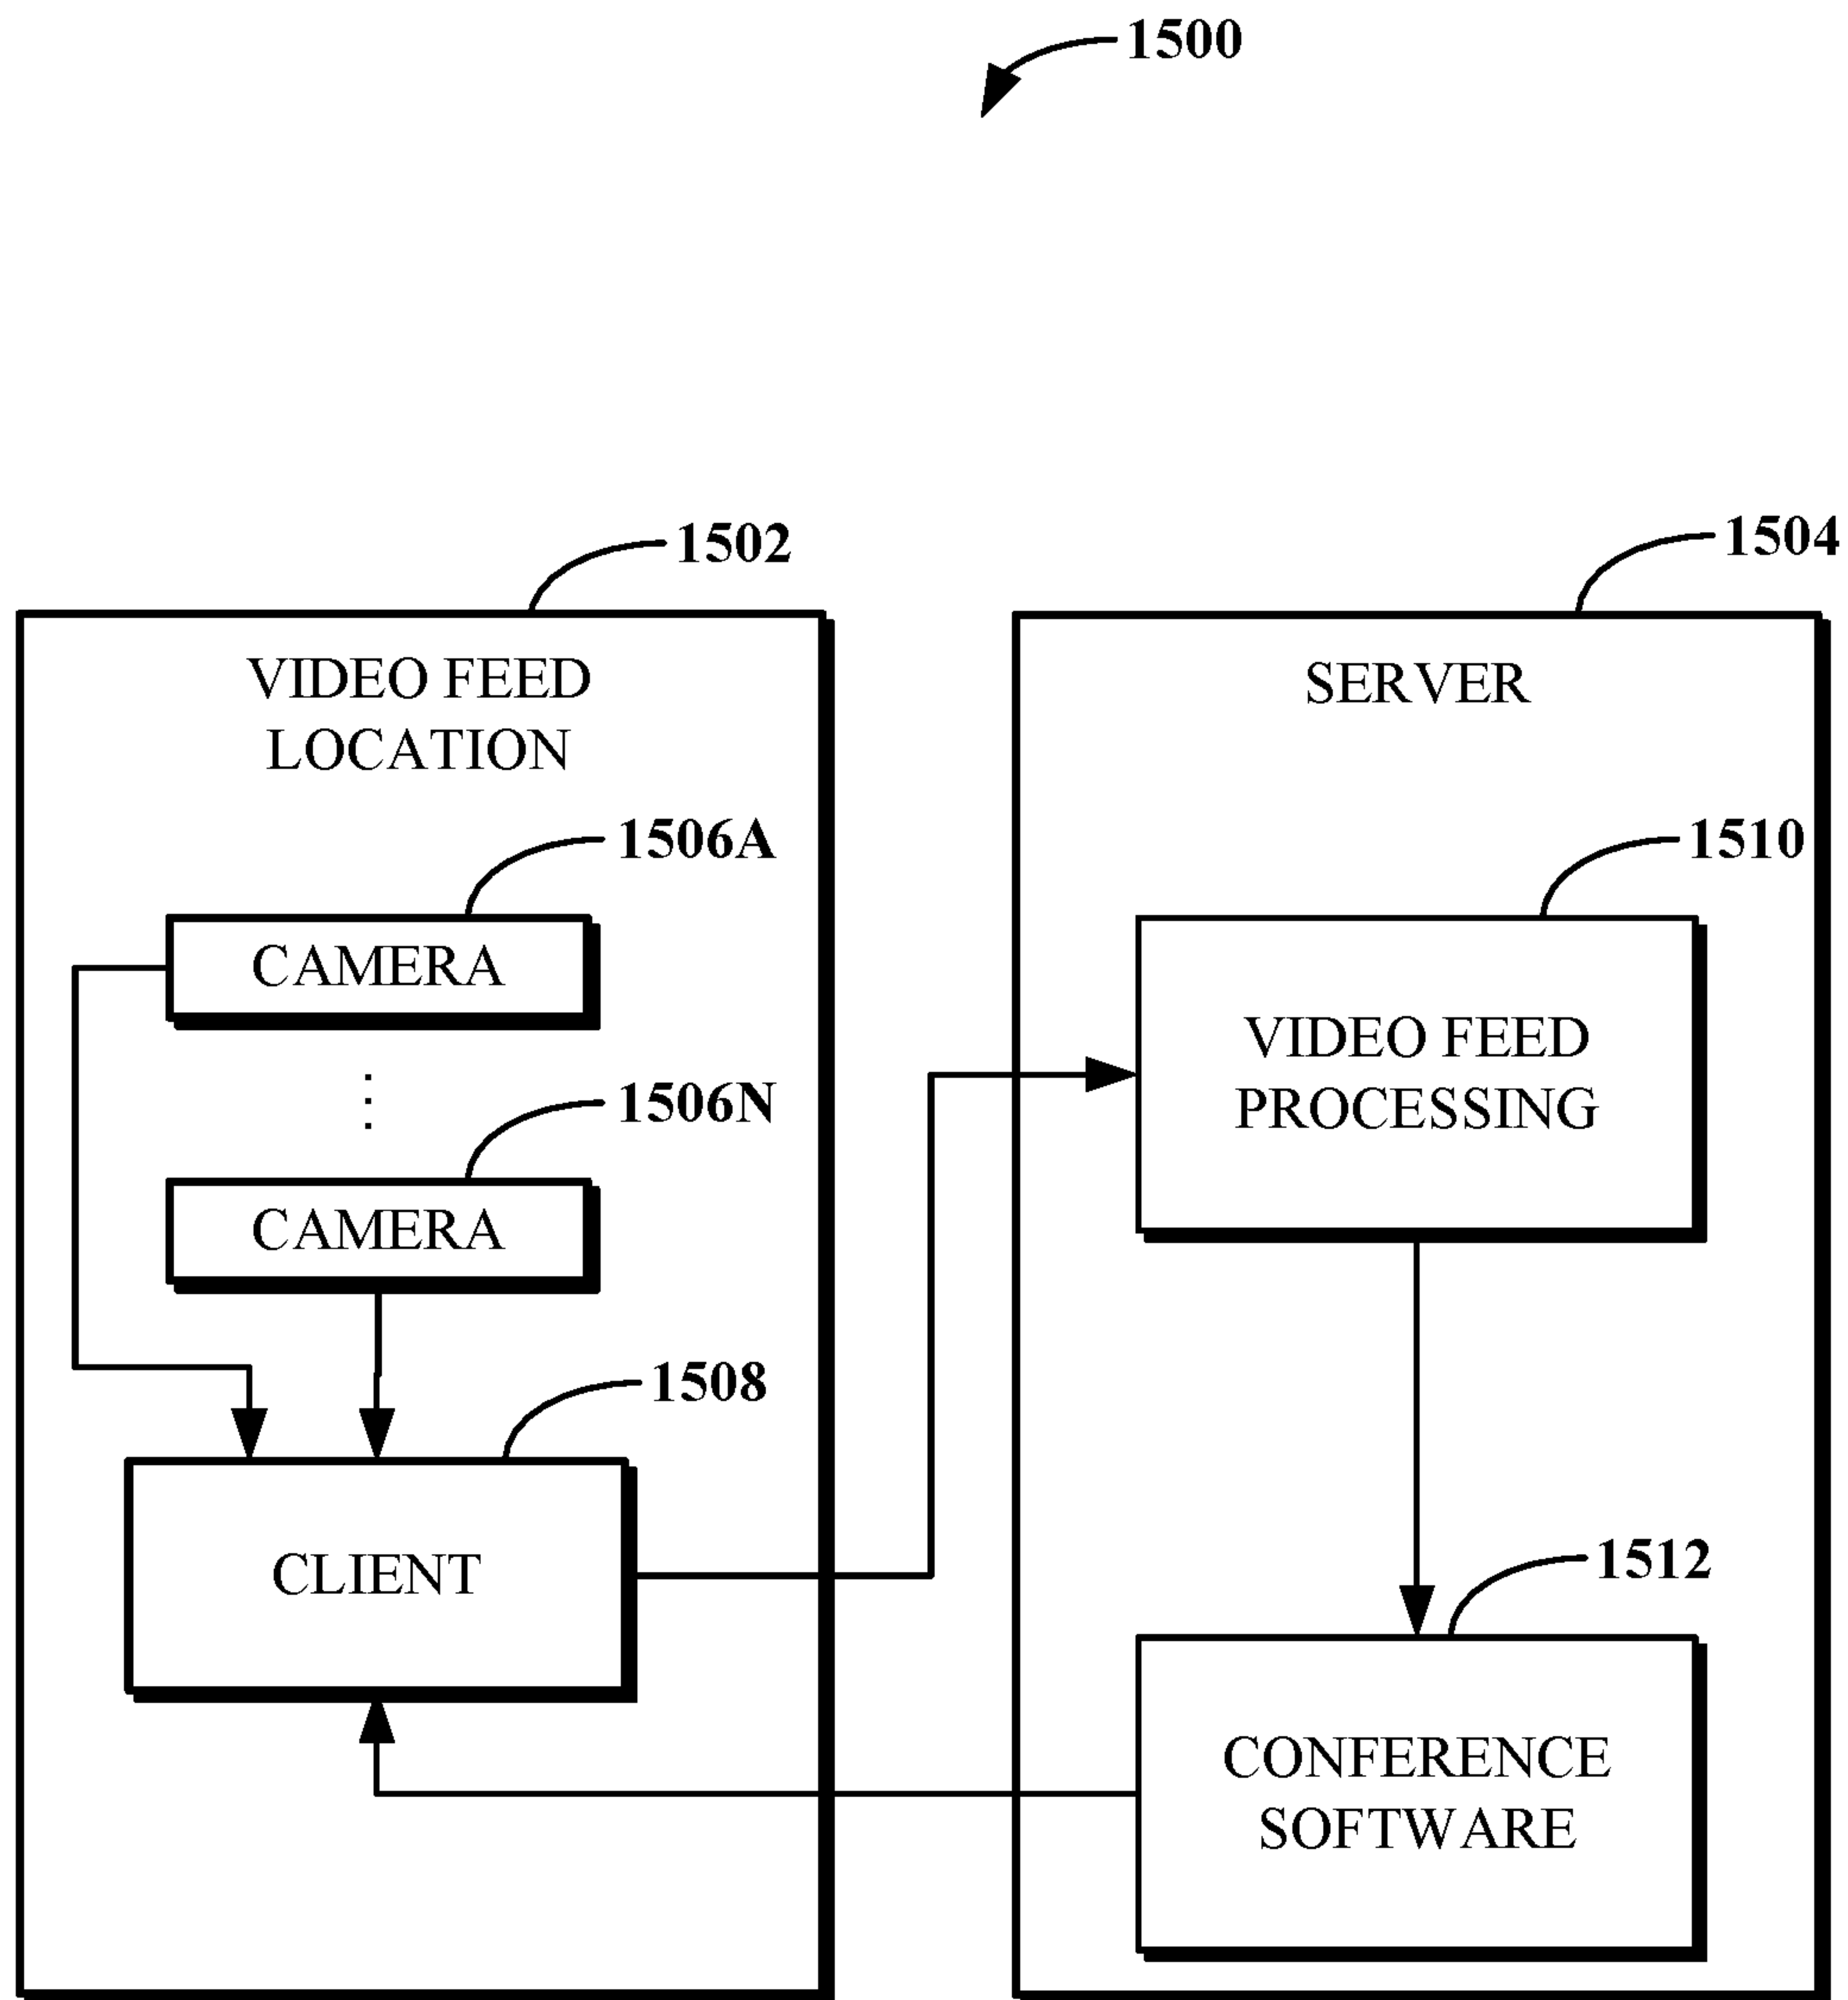 1500
1502
1504
VIDEO FEED
LOCATION
SERVER
1506A
1510
CAMERA
VIDEO FEED
PROCESSING
1506N
CAMERA
1508
CLIENT
1512
CONFERENCE
SOFTWARE